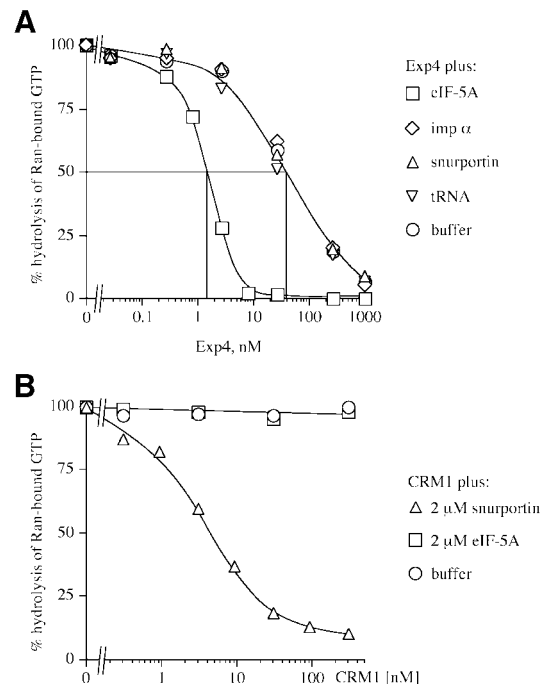 A
% hydrolysis of Ran-bound GTP
100
75
50
25
0
0
0.1
1
10
100
1000
Exp4, nM
Exp4 plus:
eIF-5A
imp α
snurportin
tRNA
buffer
B
% hydrolysis of Ran-bound GTP
100
75
50
25
0
0
1
10
100
CRM1 [nM]
CRM1 plus:
2 µM snurportin
2 µM eIF-5A
buffer